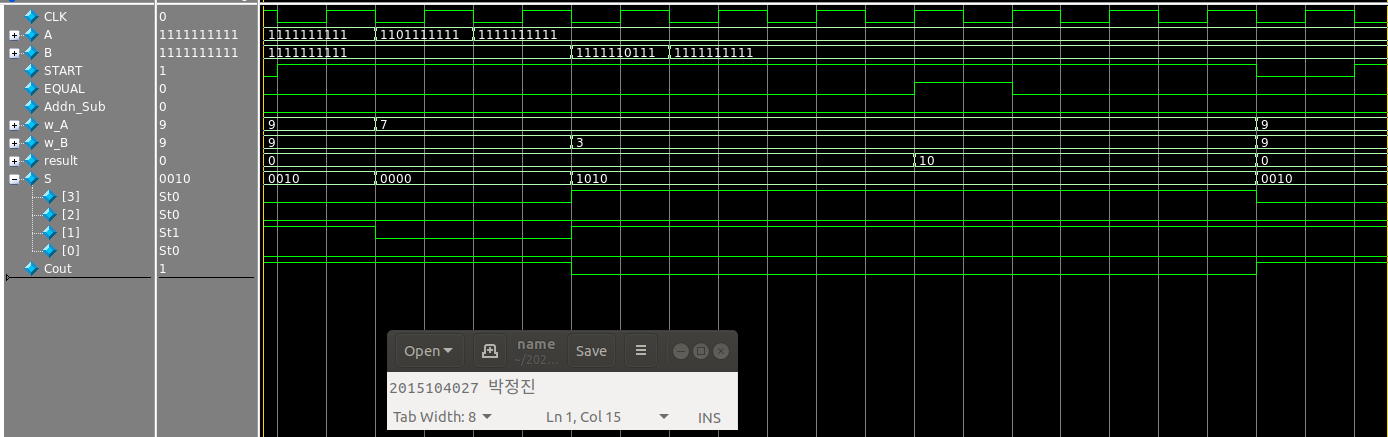 CLK 0
A 1111111111 1111111111 1101111111 1111111111
B 1111111111 1111111111 1111110111 1111111111
START 1
EQUAL 0
Addn_Sub 0
w_A 9 9 7 9
w_B 9 9 3 9
result 0 0 10 0
S 0010 0010 0000 1010 0010
[3] St0
[2] St0
[1] St1
[0] St0
Cout 1
Open name Save
~/202...
2015104027 박정진
Tab Width: 8 Ln 1, Col 15 INS